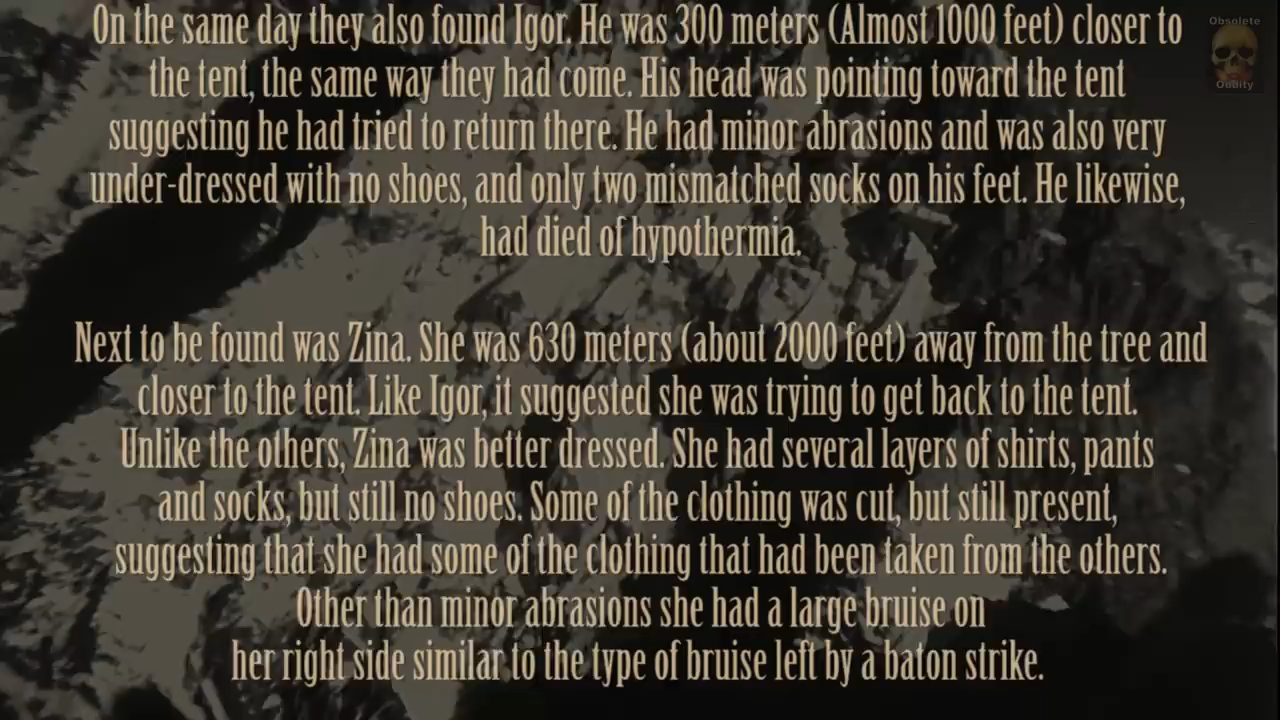 Obsolete
Oddity
On the same day they also found Igor. He was 300 meters (Almost 1000 feet) closer to
the tent, the same way they had come. His head was pointing toward the tent
suggesting he had tried to return there. He had minor abrasions and was also very
under-dressed with no shoes, and only two mismatched socks on his feet. He likewise,
had died of hypothermia.
Next to be found was Zina. She was 630 meters (about 2000 feet) away from the tree and
closer to the tent. Like Igor, it suggested she was trying to get back to the tent.
Unlike the others, Zina was better dressed. She had several layers of shirts, pants
and socks, but still no shoes. Some of the clothing was cut, but still present,
suggesting that she had some of the clothing that had been taken from the others.
Other than minor abrasions she had a large bruise on
her right side similar to the type of bruise left by a baton strike.